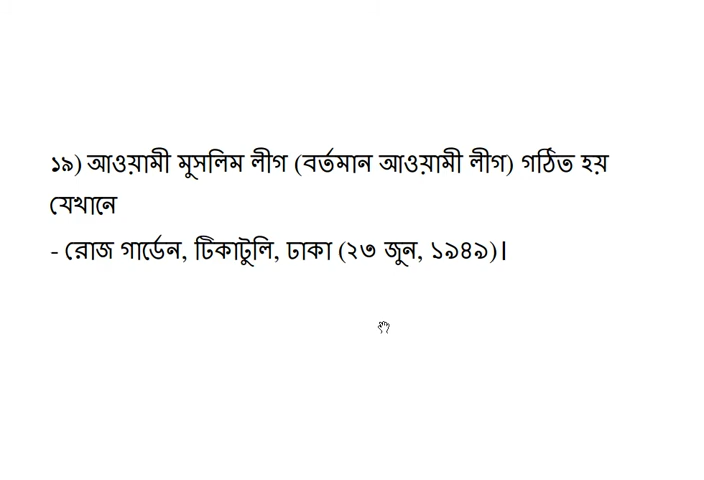 ১৯) আওয়ামী মুসলিম লীগ (বর্তমান আওয়ামী লীগ) গঠিত হয়
যেখানে
- রোজ গার্ডেন, টিকাটুলি, ঢাকা (২৩ জুন, ১৯৪৯)।